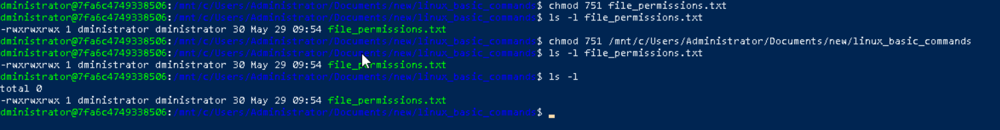 dministrator@7fa6c4749338506:/mnt/c/Users/Administrator/Documents/new/linux_basic_commands$ chmod 751 file_permissions.txt
dministrator@7fa6c4749338506:/mnt/c/Users/Administrator/Documents/new/linux_basic_commands$ ls -l file_permissions.txt
-rwxrwxrwx 1 dministrator dministrator 30 May 29 09:54 file_permissions.txt
dministrator@7fa6c4749338506:/mnt/c/Users/Administrator/Documents/new/linux_basic_commands$ chmod 751 /mnt/c/Users/Administrator/Documents/new/linux_basic_commands
dministrator@7fa6c4749338506:/mnt/c/Users/Administrator/Documents/new/linux_basic_commands$ ls -l file_permissions.txt
-rwxrwxrwx 1 dministrator dministrator 30 May 29 09:54 file_permissions.txt
dministrator@7fa6c4749338506:/mnt/c/Users/Administrator/Documents/new/linux_basic_commands$ ls -l
total 0
-rwxrwxrwx 1 dministrator dministrator 30 May 29 09:54 file_permissions.txt
dministrator@7fa6c4749338506:/mnt/c/Users/Administrator/Documents/new/linux_basic_commands$